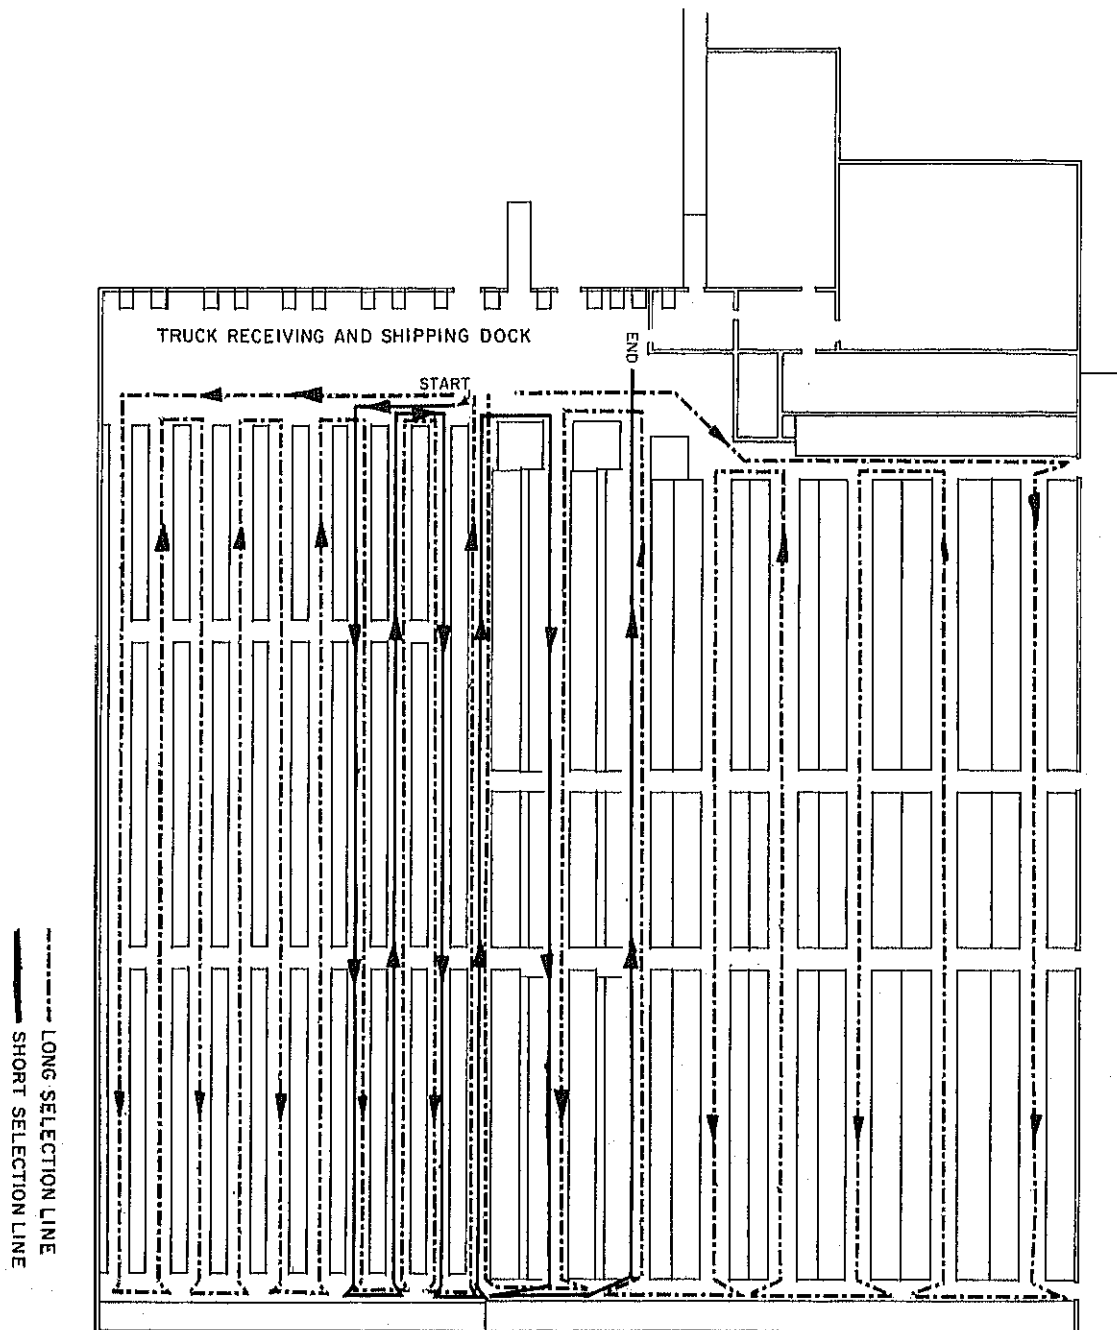 TRUCK RECEIVING AND SHIPPING DOCK
END
START
LONG SELECTION LINE
SHORT SELECTION LINE